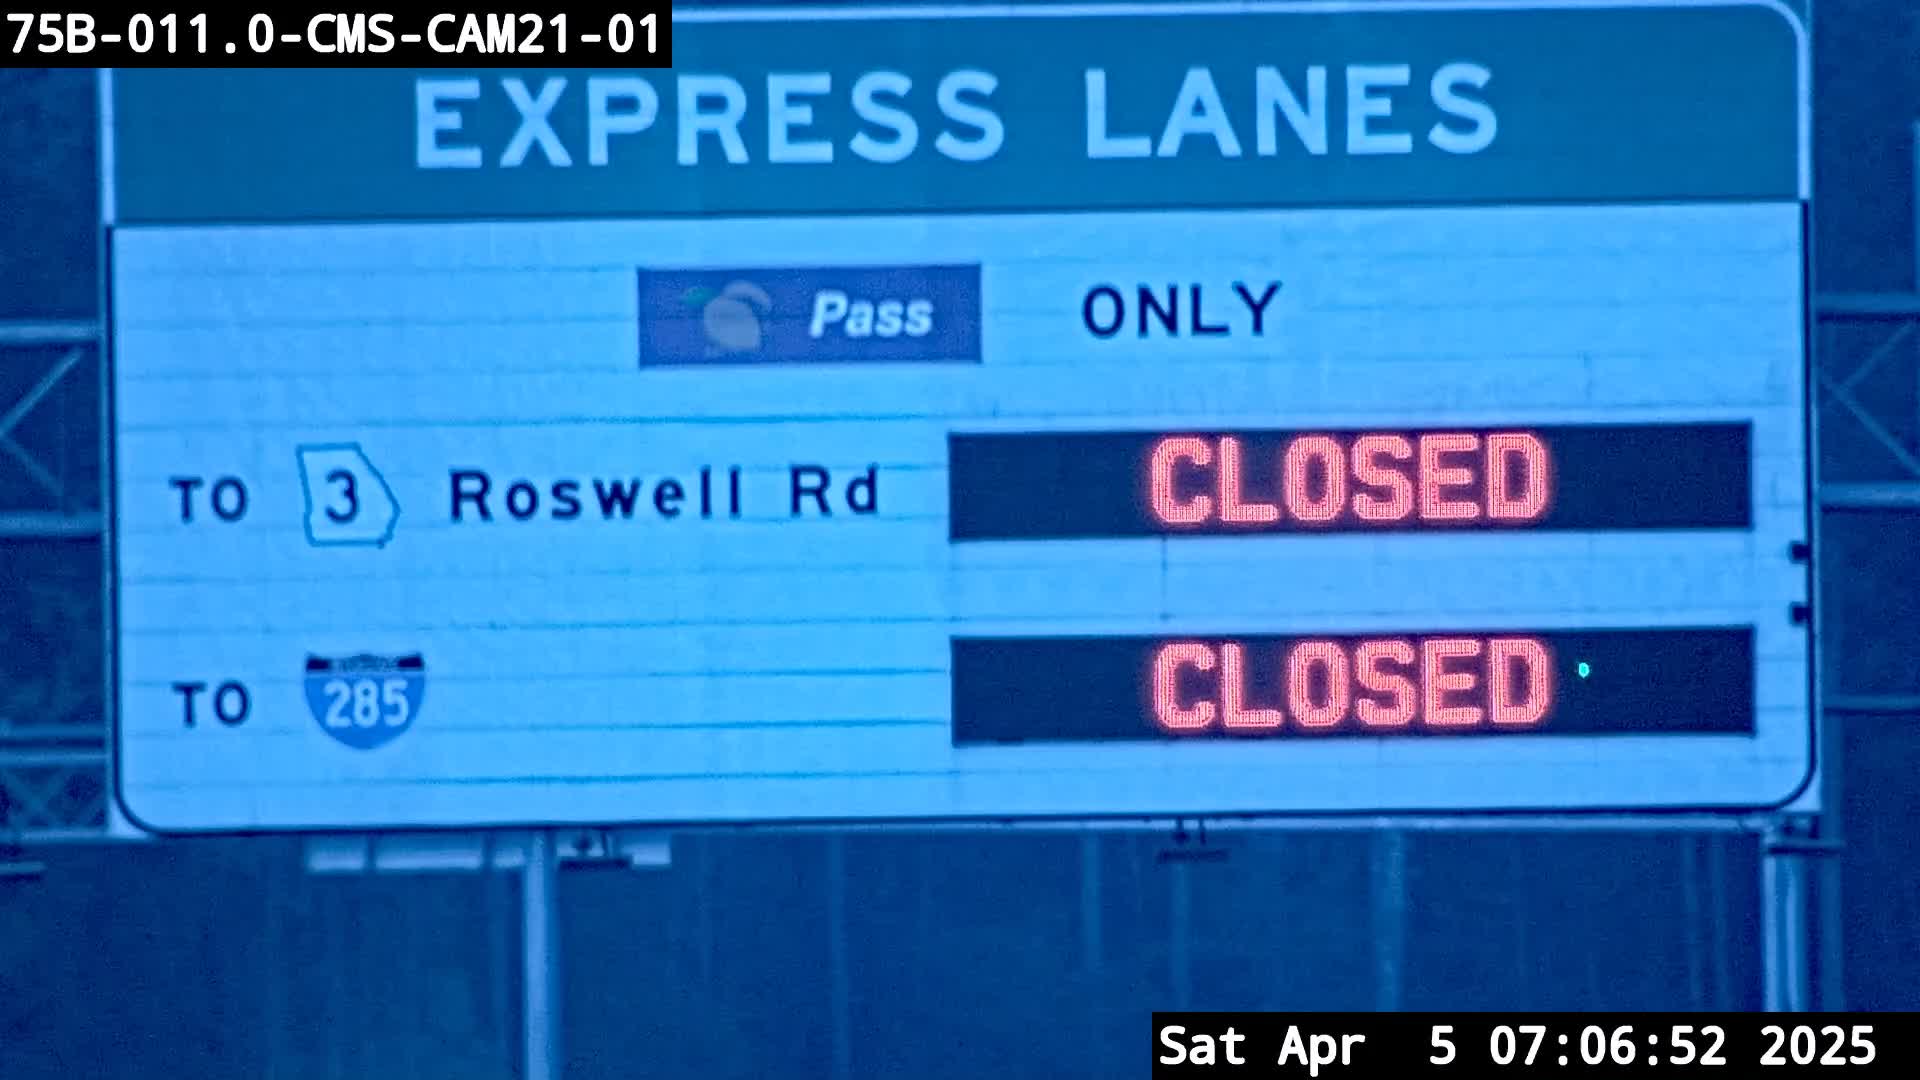 75B-011.0-CMS-CAM21-01
EXPRESS LANES
Pass ONLY
TO 3 Roswell Rd CLOSED
TO 285 CLOSED
Sat Apr 5 07:06:52 2025